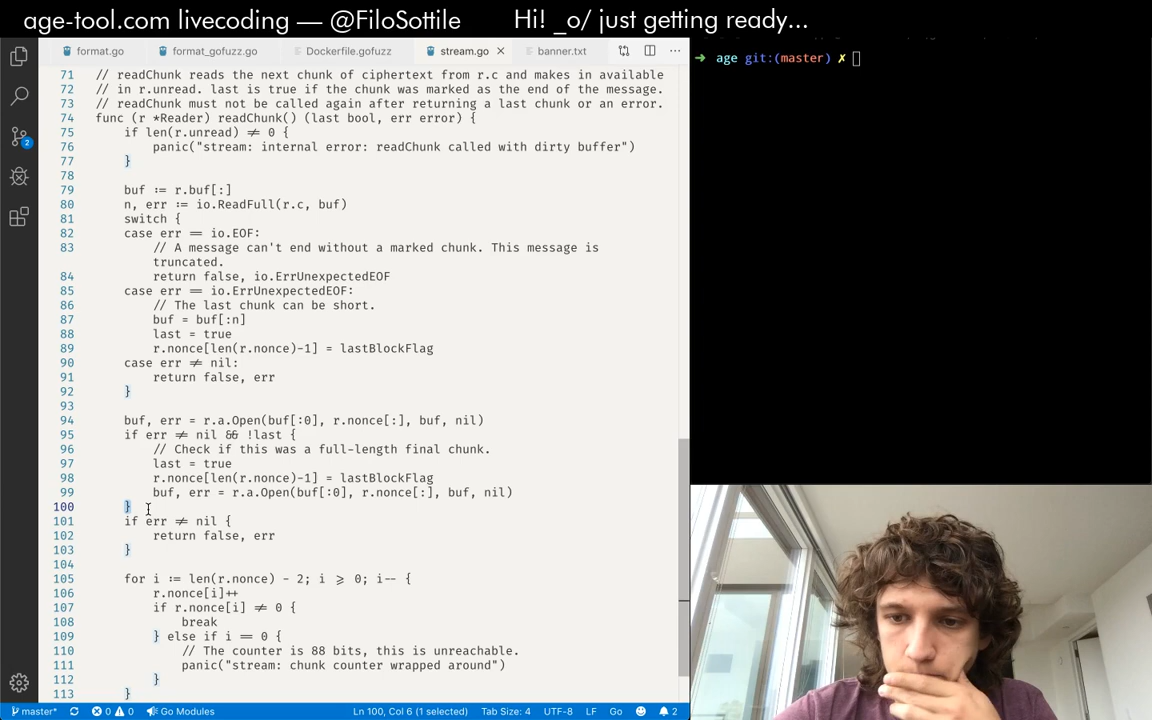 age-tool.com livecoding — @FiloSottile Hi! _o/ just getting ready...
format.go format_gofuzz.go Dockerfile.gofuzz stream.go banner.txt
71 // readChunk reads the next chunk of ciphertext from r.c and makes in available
72 // in r.unread. last is true if the chunk was marked as the end of the message.
73 // readChunk must not be called again after returning a last chunk or an error.
74 func (r *Reader) readChunk() (last bool, err error) {
75 if len(r.unread) ≠ 0 {
76 panic("stream: internal error: readChunk called with dirty buffer")
77 }
78
79 buf := r.buf[:]
80 n, err := io.ReadFull(r.c, buf)
81 switch {
82 case err == io.EOF:
83 // A message can't end without a marked chunk. This message is
truncated.
84 return false, io.ErrUnexpectedEOF
85 case err == io.ErrUnexpectedEOF:
86 // The last chunk can be short.
87 buf = buf[:n]
88 last = true
89 r.nonce[len(r.nonce)-1] = lastBlockFlag
90 case err ≠ nil:
91 return false, err
92 }
93
94 buf, err = r.a.Open(buf[:0], r.nonce[:], buf, nil)
95 if err ≠ nil && !last {
96 // Check if this was a full-length final chunk.
97 last = true
98 r.nonce[len(r.nonce)-1] = lastBlockFlag
99 buf, err = r.a.Open(buf[:0], r.nonce[:], buf, nil)
100 }
101 if err ≠ nil {
102 return false, err
103 }
104
105 for i := len(r.nonce) - 2; i ⩾ 0; i-- {
106 r.nonce[i]++
107 if r.nonce[i] ≠ 0 {
108 break
109 } else if i == 0 {
110 // The counter is 88 bits, this is unreachable.
111 panic("stream: chunk counter wrapped around")
112 }
113 }
➜ age git:(master) ✗
2
master* 0 0 Go Modules Ln 100, Col 6 (1 selected) Tab Size: 4 UTF-8 LF Go 2